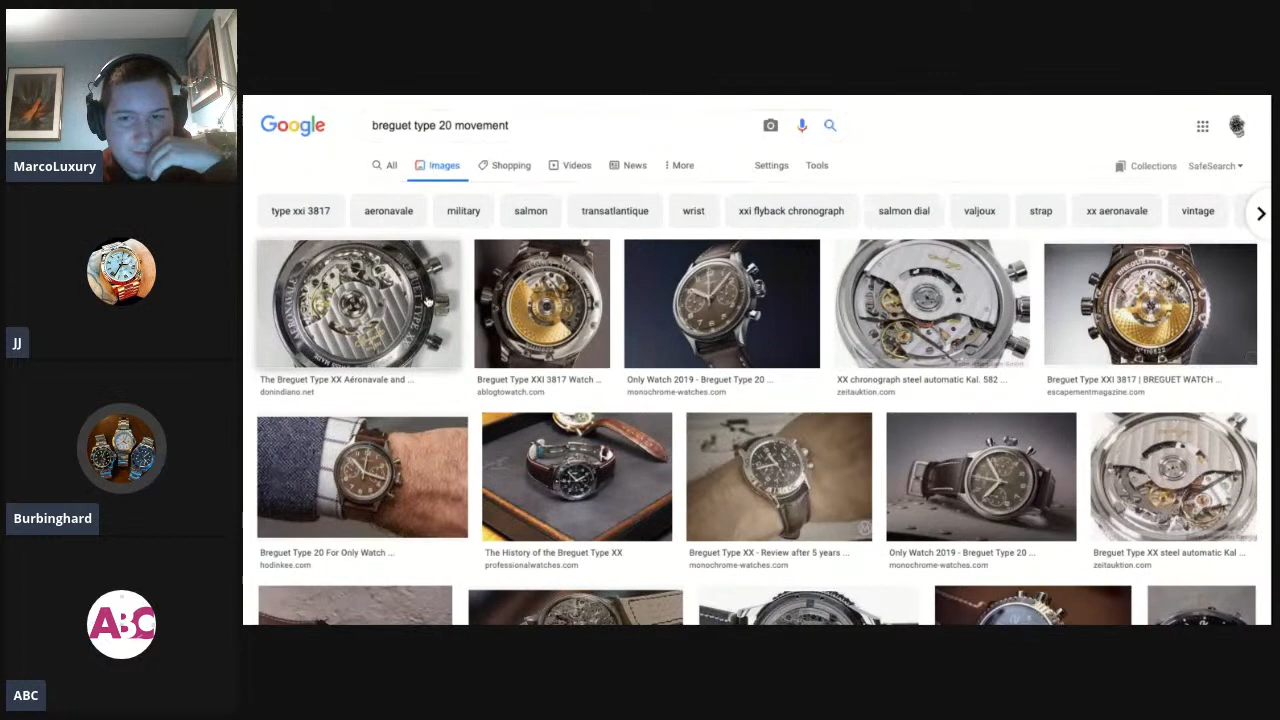 MarcoLuxury
JJ
Burbinghard
ABC
ABC
Google
breguet type 20 movement
All
Images
Shopping
Videos
News
More
Settings
Tools
Collections
SafeSearch
type xxi 3817
aeronavale
military
salmon
transatlantique
wrist
xxi flyback chronograph
salmon dial
valjoux
strap
xx aeronavale
vintage
The Breguet Type XX Aéronavale and ...
donindiano.net
Breguet Type XXI 3817 Watch ...
ablogtowatch.com
Only Watch 2019 - Breguet Type 20 ...
monochrome-watches.com
XX chronograph steel automatic Kal. 582 ...
zeitauktion.com
Breguet Type XXI 3817 | BREGUET WATCH ...
escapementmagazine.com
Breguet Type 20 For Only Watch ...
hodinkee.com
The History of the Breguet Type XX
professionalwatches.com
Breguet Type XX - Review after 5 years ...
monochrome-watches.com
Only Watch 2019 - Breguet Type 20 ...
monochrome-watches.com
Breguet Type XX steel automatic Kal ...
zeitauktion.com